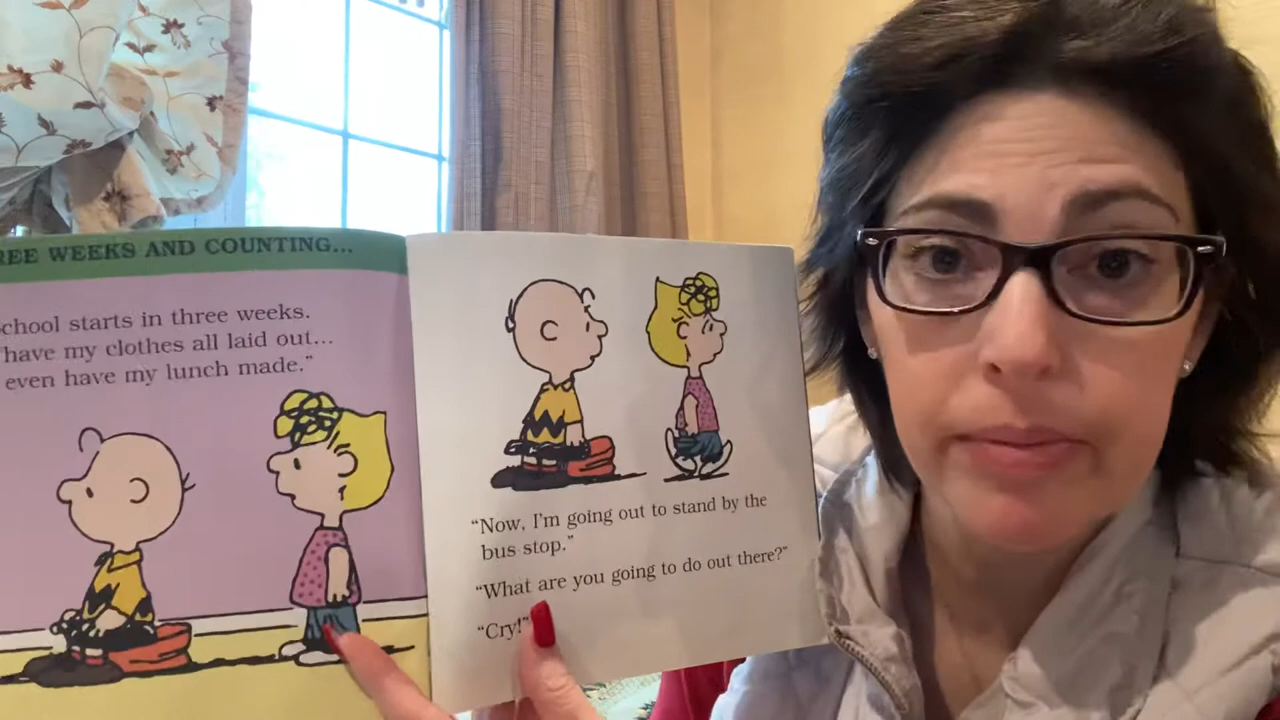 REE WEEKS AND COUNTING...
chool starts in three weeks.
have my clothes all laid out...
even have my lunch made."
"Now, I'm going out to stand by the
bus stop."
"What are you going to do out there?"
"Cry!"